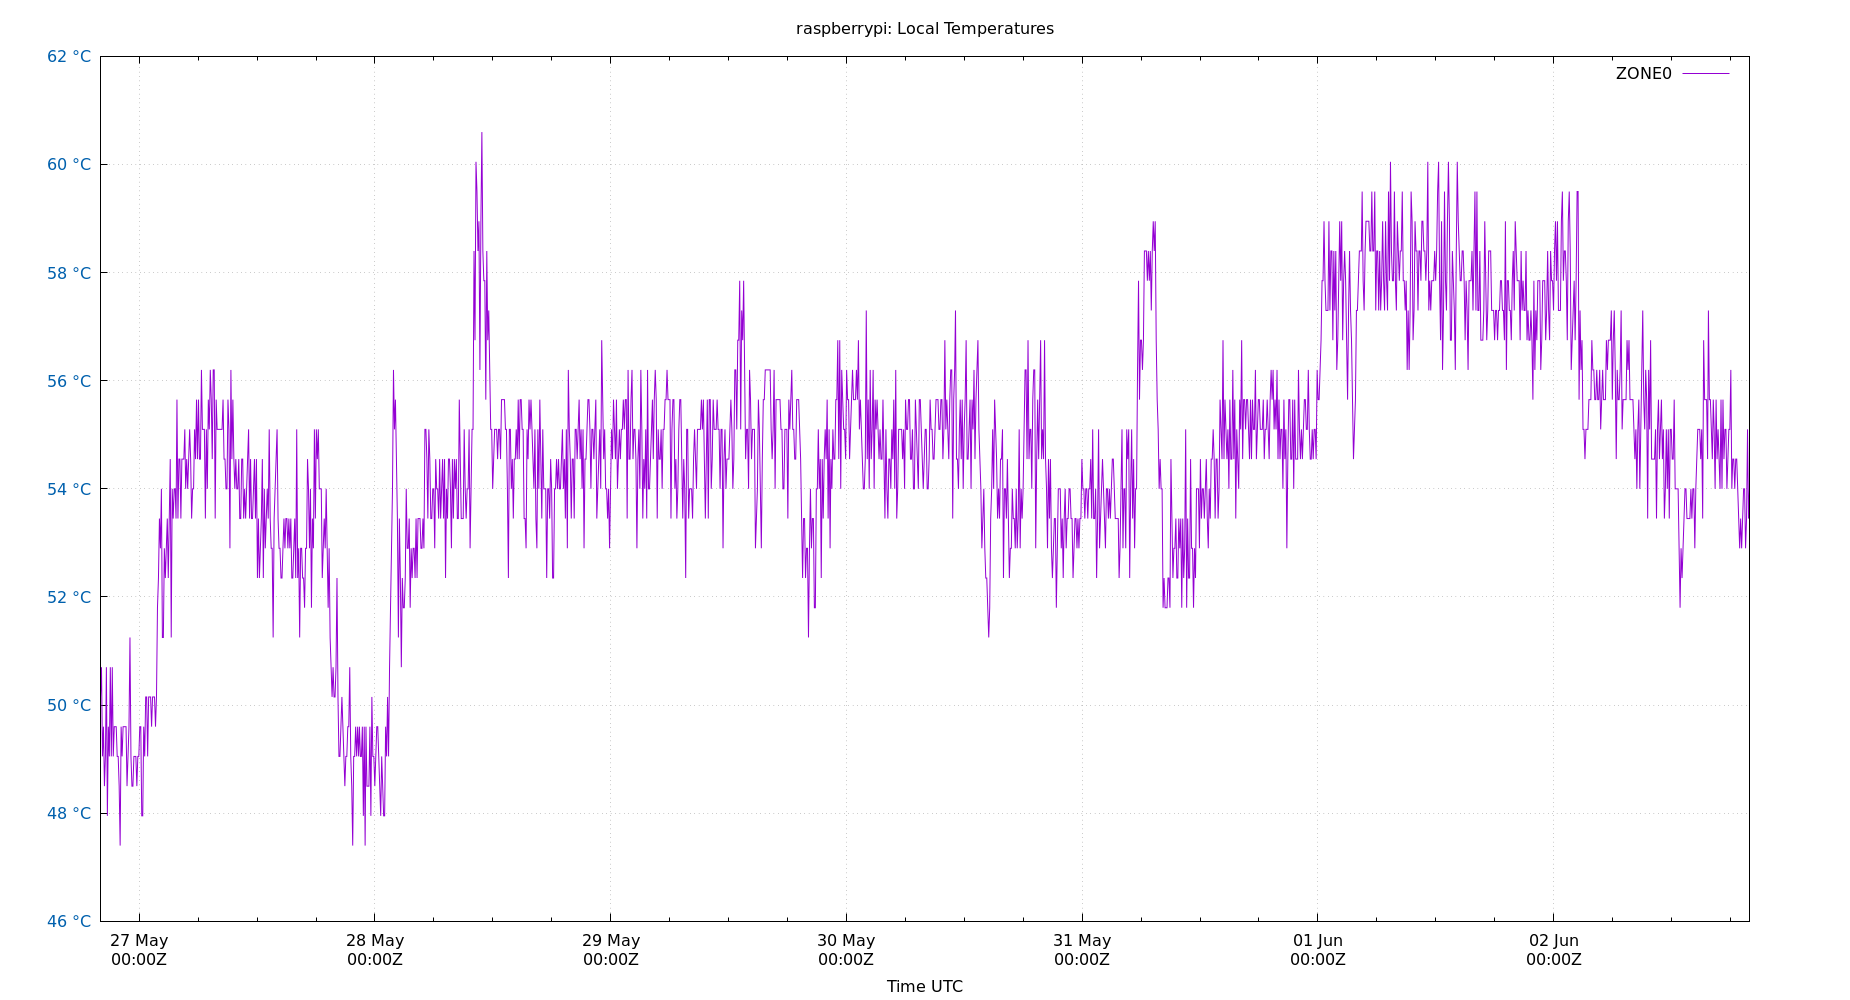 raspberrypi: Local Temperatures
62 °C
ZONE0
60 °C
58 °C
56 °C
54 °C
52 °C
50 °C
48 °C
46 °C
27 May 28 May 29 May 30 May 31 May 01 Jun 02 Jun
00:00Z 00:00Z 00:00Z 00:00Z 00:00Z 00:00Z 00:00Z
Time UTC